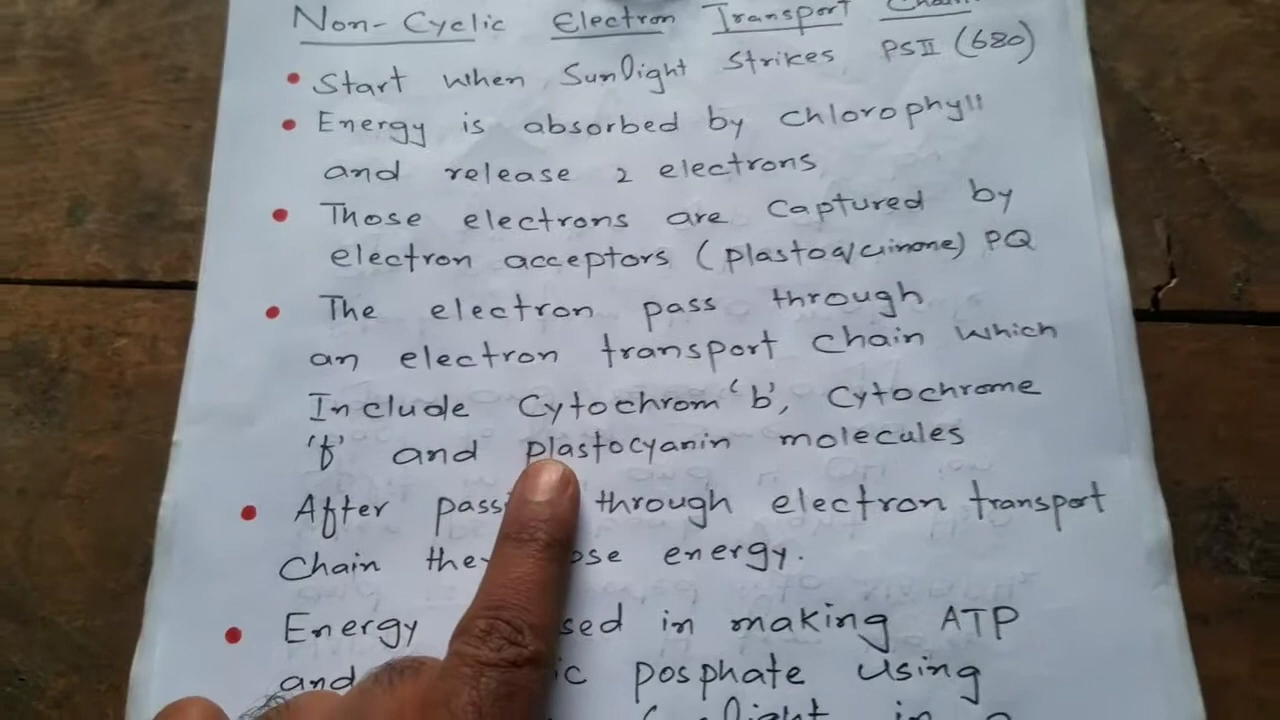 Non-Cyclic Electron Transport Chain
• Start when Sunlight Strikes PSII (680)
• Energy is absorbed by chlorophyll
and release 2 electrons
• Those electrons are captured by
electron acceptors (plastoquinone) PQ
• The electron pass through
an electron transport chain which
Include Cytochrom 'b', Cytochrome
'f' and plastocyanin molecules
• After through electron transport
Chain energy.
• Energy in making ATP
and posphate using
in